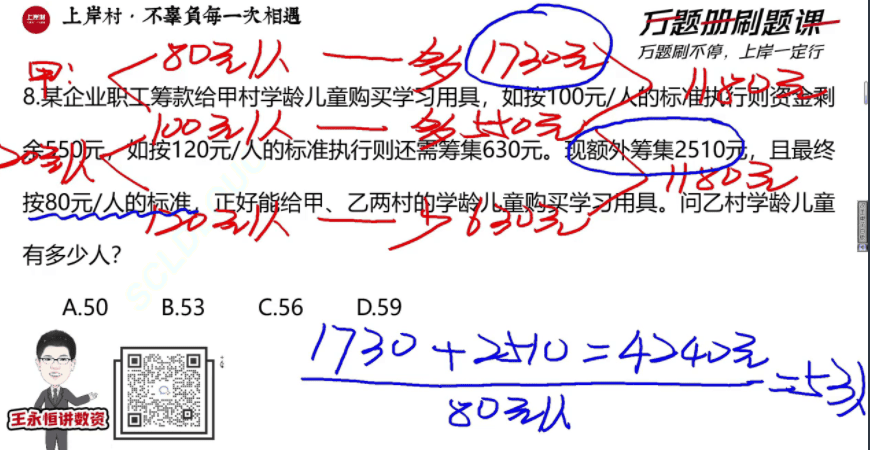 上岸村·不辜負每一次相遇
万题册刷题课
万题刷不停，上岸一定行
甲:
80元/人 — 多 1730元
1180元
8.某企业职工筹款给甲村学龄儿童购买学习用具，如按100元/人的标准执行则资金剩
100元/人 — 多550元
余550元，如按120元/人的标准执行则还需筹集630元。现额外筹集2510元，且最终
20元/人
1180元
按80元/人的标准，正好能给甲、乙两村的学龄儿童购买学习用具。问乙村学龄儿童
120元/人 — 少 630元
有多少人？
A.50 B.53 C.56 D.59
1730+2510=4240元
80元/人
=53人
王永恒讲数资